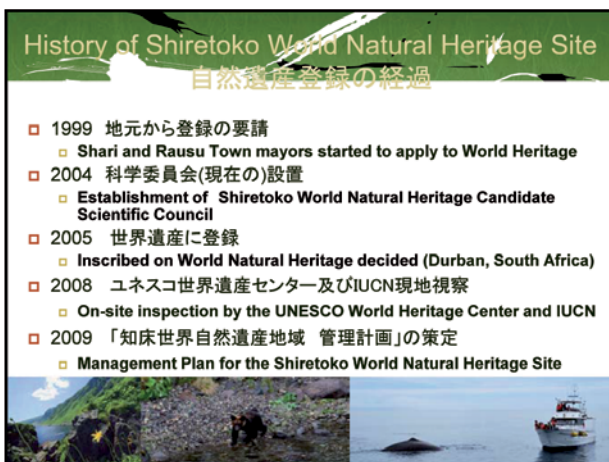 History of Shiretoko World Natural Heritage Site
自然遺産登録の経過
1999 地元から登録の要請
Shari and Rausu Town mayors started to apply to World Heritage
2004 科学委員会(現在の)設置
Establishment of Shiretoko World Natural Heritage Candidate
Scientific Council
2005 世界遺産に登録
Inscribed on World Natural Heritage decided (Durban, South Africa)
2008 ユネスコ世界遺産センター及びIUCN現地視察
On-site inspection by the UNESCO World Heritage Center and IUCN
2009 「知床世界自然遺産地域 管理計画」の策定
Management Plan for the Shiretoko World Natural Heritage Site